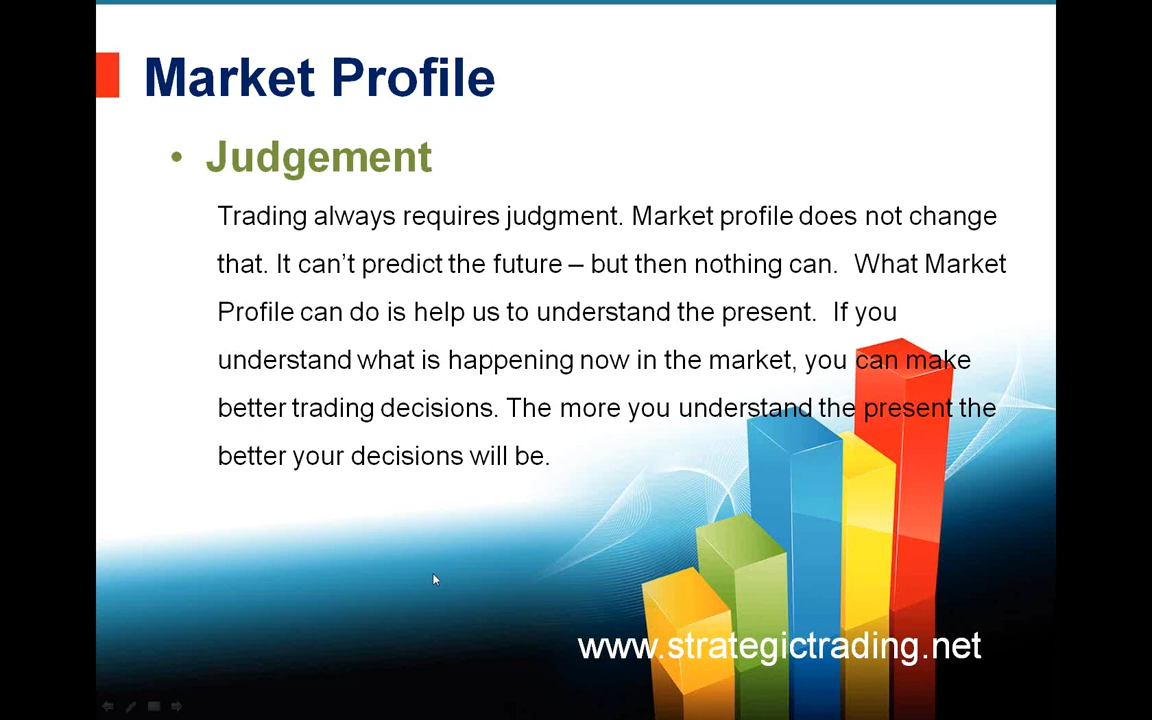 Market Profile
• Judgement
Trading always requires judgment. Market profile does not change
that. It can’t predict the future – but then nothing can.  What Market
Profile can do is help us to understand the present.  If you
understand what is happening now in the market, you can make
better trading decisions. The more you understand the present the
better your decisions will be.
www.strategictrading.net